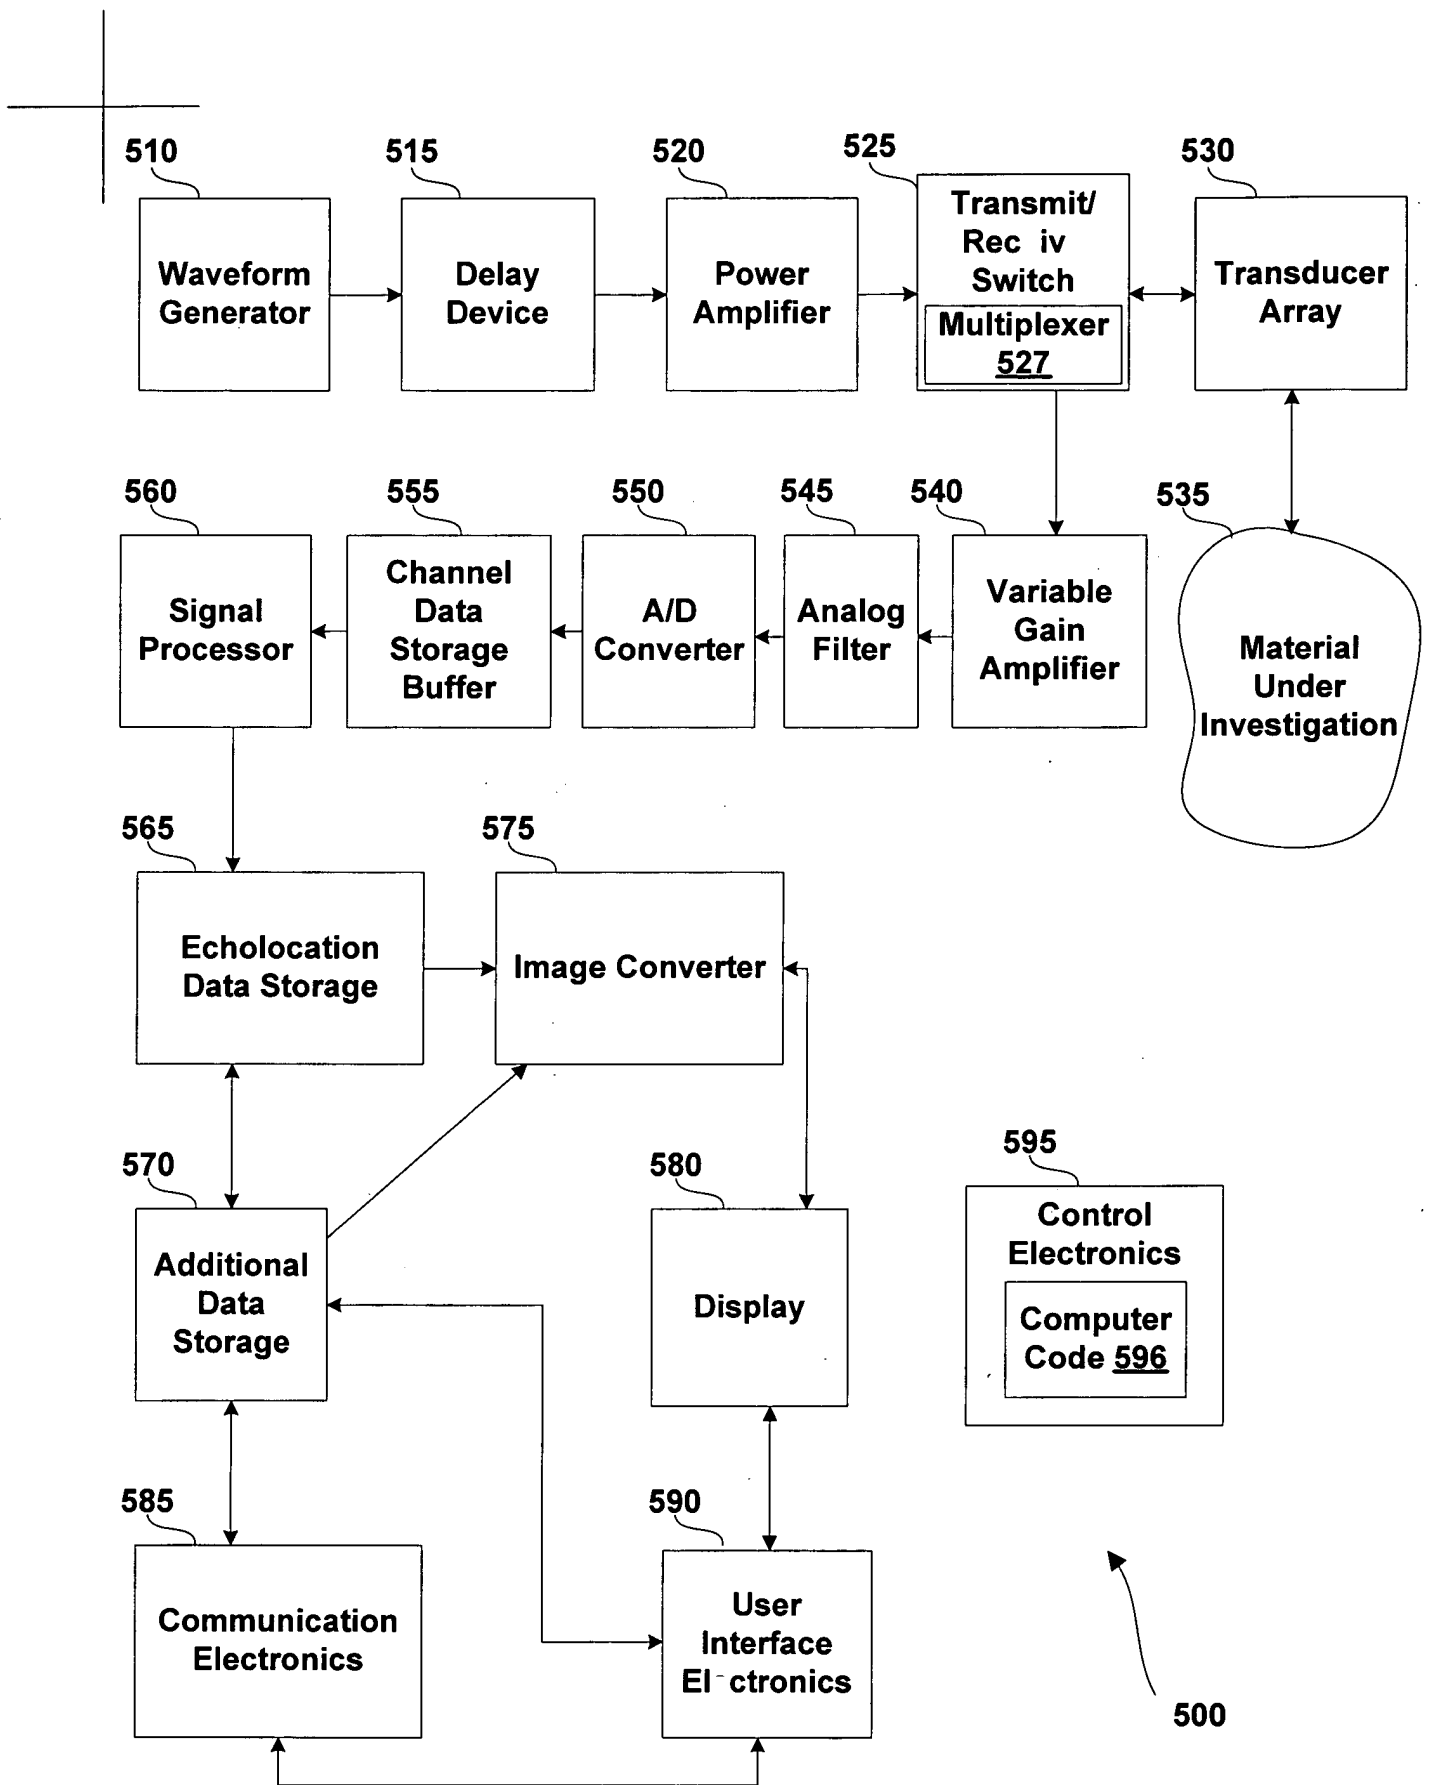 510
515
520
525
530
Waveform
Generator
Delay
Device
Power
Amplifier
Transmit/
Rec iv
Switch
Multiplexer
527
Transducer
Array
560
555
550
545
540
535
Signal
Processor
Channel
Data
Storage
Buffer
A/D
Converter
Analog
Filter
Variable
Gain
Amplifier
Material
Under
Investigation
565
575
Echolocation
Data Storage
Image Converter
570
580
595
Additional
Data
Storage
Display
Control
Electronics
Computer
Code 596
585
590
Communication
Electronics
User
Interface
El ctronics
500